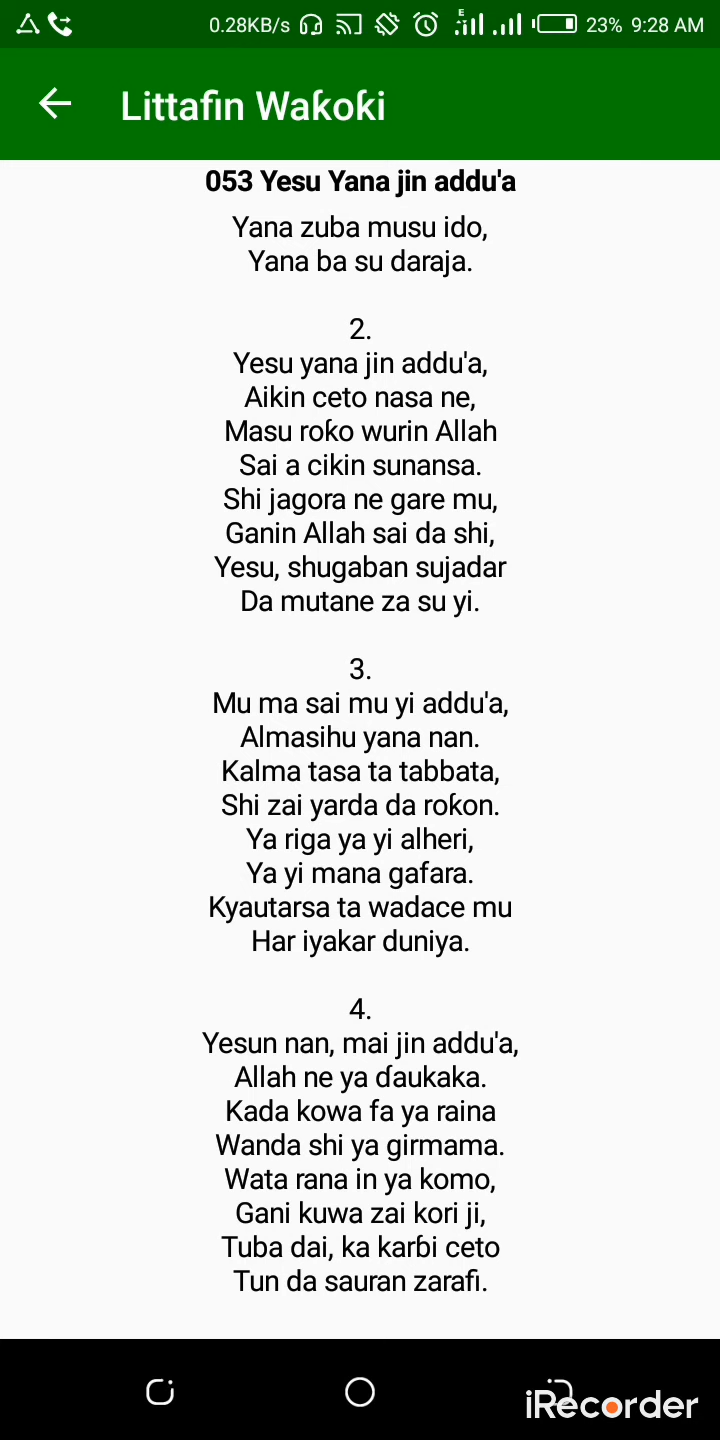 0.28KB/s E 23% 9:28 AM
Littafin Waƙoƙi
053 Yesu Yana jin addu'a
Yana zuba musu ido,
Yana ba su daraja.
2.
Yesu yana jin addu'a,
Aikin ceto nasa ne,
Masu roƙo wurin Allah
Sai a cikin sunansa.
Shi jagora ne gare mu,
Ganin Allah sai da shi,
Yesu, shugaban sujadar
Da mutane za su yi.
3.
Mu ma sai mu yi addu'a,
Almasihu yana nan.
Kalma tasa ta tabbata,
Shi zai yarda da roƙon.
Ya riga ya yi alheri,
Ya yi mana gafara.
Kyautarsa ta wadace mu
Har iyakar duniya.
4.
Yesun nan, mai jin addu'a,
Allah ne ya ɗaukaka.
Kada kowa fa ya raina
Wanda shi ya girmama.
Wata rana in ya komo,
Gani kuwa zai kori ji,
Tuba dai, ka karɓi ceto
Tun da sauran zarafi.
iRecorder